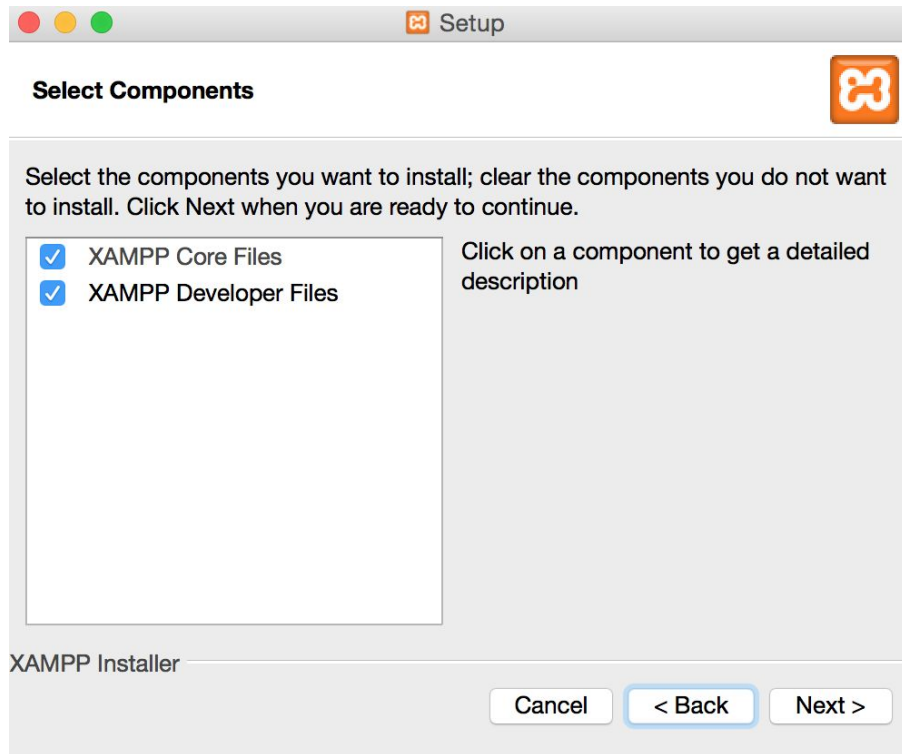 Setup
Select Components
Select the components you want to install; clear the components you do not want
to install. Click Next when you are ready to continue.
XAMPP Core Files
XAMPP Developer Files
Click on a component to get a detailed
description
XAMPP Installer
Cancel
< Back
Next >